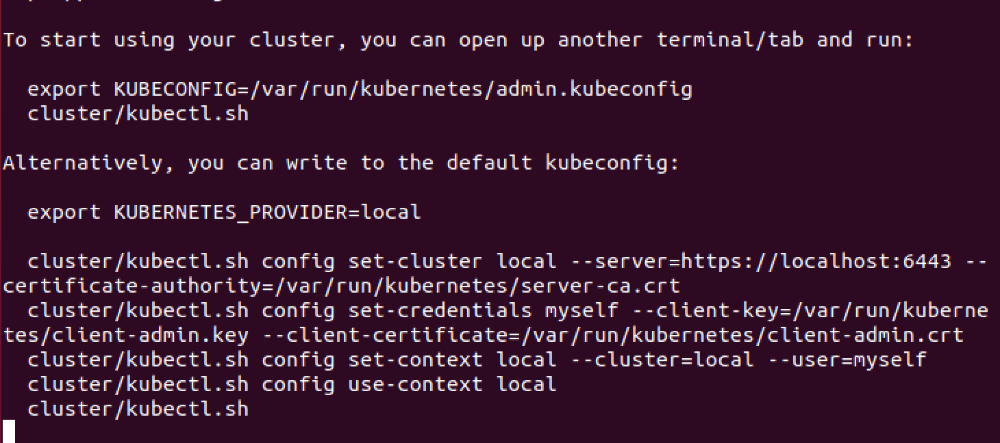 To start using your cluster, you can open up another terminal/tab and run:
export KUBECONFIG=/var/run/kubernetes/admin.kubeconfig
cluster/kubectl.sh
Alternatively, you can write to the default kubeconfig:
export KUBERNETES_PROVIDER=local
cluster/kubectl.sh config set-cluster local --server=https://localhost:6443 --
certificate-authority=/var/run/kubernetes/server-ca.crt
cluster/kubectl.sh config set-credentials myself --client-key=/var/run/kuberne
tes/client-admin.key --client-certificate=/var/run/kubernetes/client-admin.crt
cluster/kubectl.sh config set-context local --cluster=local --user=myself
cluster/kubectl.sh config use-context local
cluster/kubectl.sh